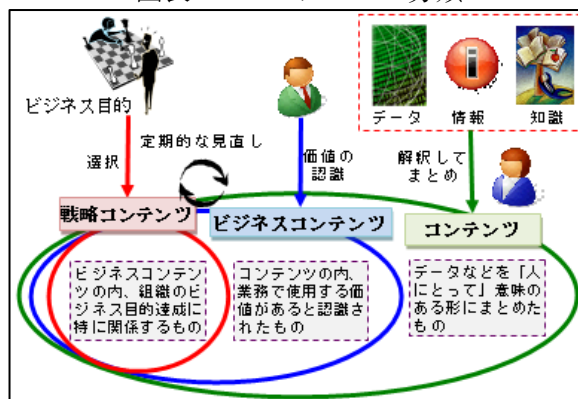 データ 情報 知識
ビジネス目的
定期的な見直し
選択
価値の
認識
解釈して
まとめ
戦略コンテンツ
ビジネスコンテンツ
コンテンツ
ビジネスコンテン
ツの内、組織のビ
ジネス目的達成に
特に関係するもの
コンテンツの内、
業務で使用する価
値があると認識さ
れたもの
データなどを「人
にとって」意味の
ある形にまとめた
もの